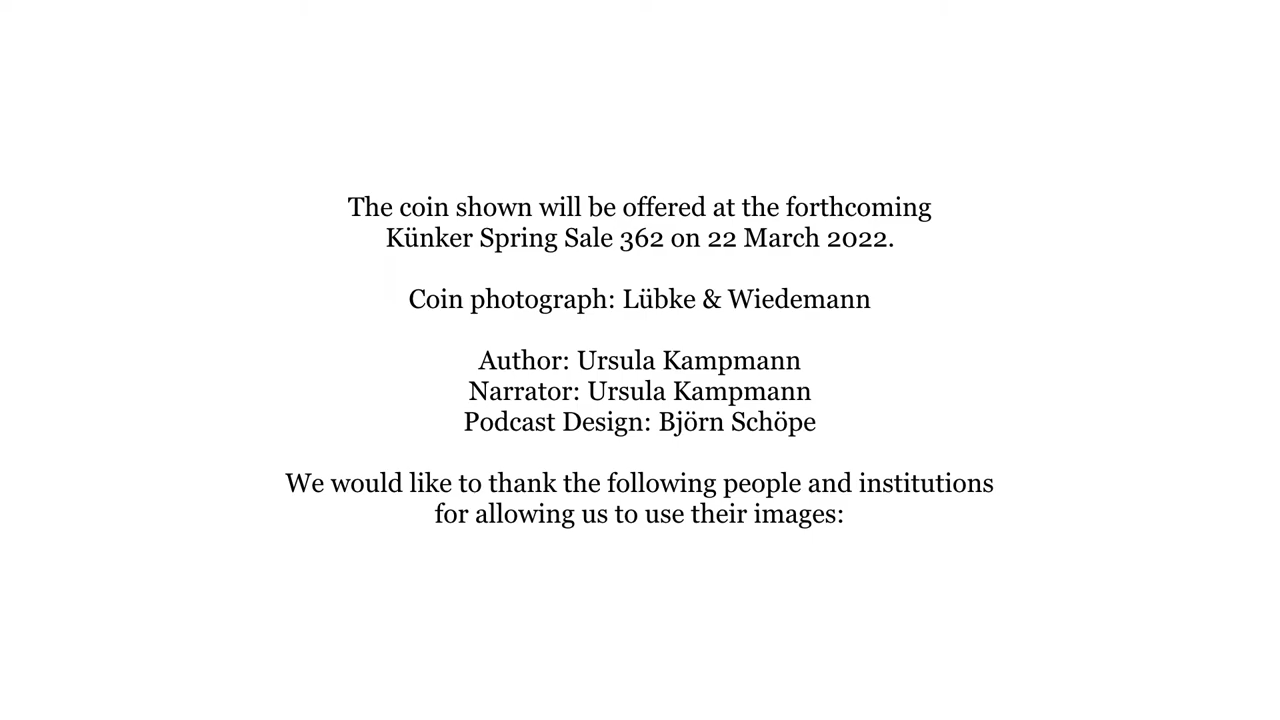 The coin shown will be offered at the forthcoming
Künker Spring Sale 362 on 22 March 2022.
Coin photograph: Lübke & Wiedemann
Author: Ursula Kampmann
Narrator: Ursula Kampmann
Podcast Design: Björn Schöpe
We would like to thank the following people and institutions
for allowing us to use their images: